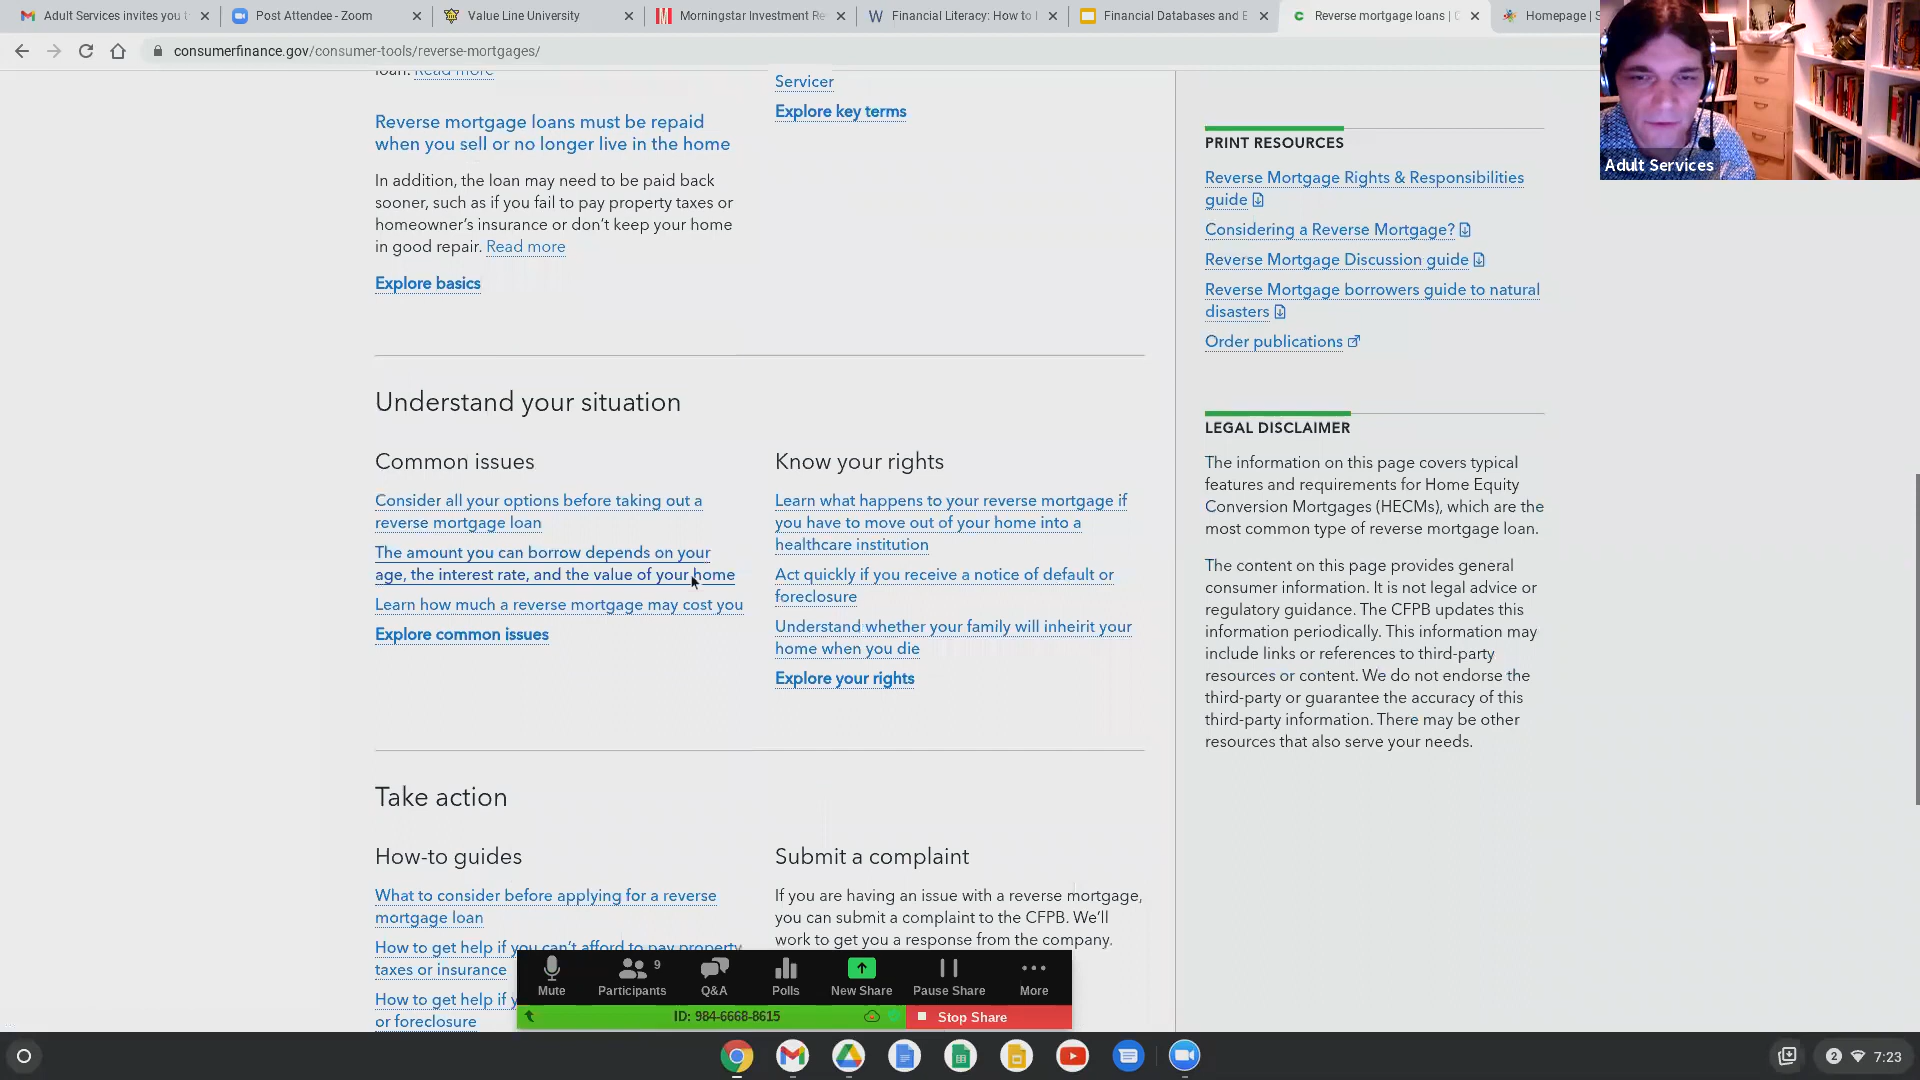 Adult Services invites you t
Post Attendee - Zoom
Value Line University
Morningstar Investment Re
Financial Literacy: How to I
Financial Databases and E
Reverse mortgage loans | C
Homepage | S
consumerfinance.gov/consumer-tools/reverse-mortgages/
Adult Services
loan. Read more
Reverse mortgage loans must be repaid
when you sell or no longer live in the home
In addition, the loan may need to be paid back
sooner, such as if you fail to pay property taxes or
homeowner's insurance or don't keep your home
in good repair. Read more
Explore basics
Servicer
Explore key terms
PRINT RESOURCES
Reverse Mortgage Rights & Responsibilities
guide
Considering a Reverse Mortgage?
Reverse Mortgage Discussion guide
Reverse Mortgage borrowers guide to natural
disasters
Order publications
Understand your situation
Common issues
Consider all your options before taking out a
reverse mortgage loan
The amount you can borrow depends on your
age, the interest rate, and the value of your home
Learn how much a reverse mortgage may cost you
Explore common issues
Know your rights
Learn what happens to your reverse mortgage if
you have to move out of your home into a
healthcare institution
Act quickly if you receive a notice of default or
foreclosure
Understand whether your family will inheirit your
home when you die
Explore your rights
LEGAL DISCLAIMER
The information on this page covers typical
features and requirements for Home Equity
Conversion Mortgages (HECMs), which are the
most common type of reverse mortgage loan.
The content on this page provides general
consumer information. It is not legal advice or
regulatory guidance. The CFPB updates this
information periodically. This information may
include links or references to third-party
resources or content. We do not endorse the
third-party or guarantee the accuracy of this
third-party information. There may be other
resources that also serve your needs.
Take action
How-to guides
What to consider before applying for a reverse
mortgage loan
How to get help if you can't afford to pay property
taxes or insurance
How to get help if y
or foreclosure
Submit a complaint
If you are having an issue with a reverse mortgage,
you can submit a complaint to the CFPB. We'll
work to get you a response from the company.
Mute
Participants
9
Q&A
Polls
New Share
Pause Share
More
ID: 984-6668-8615
Stop Share
2
7:23